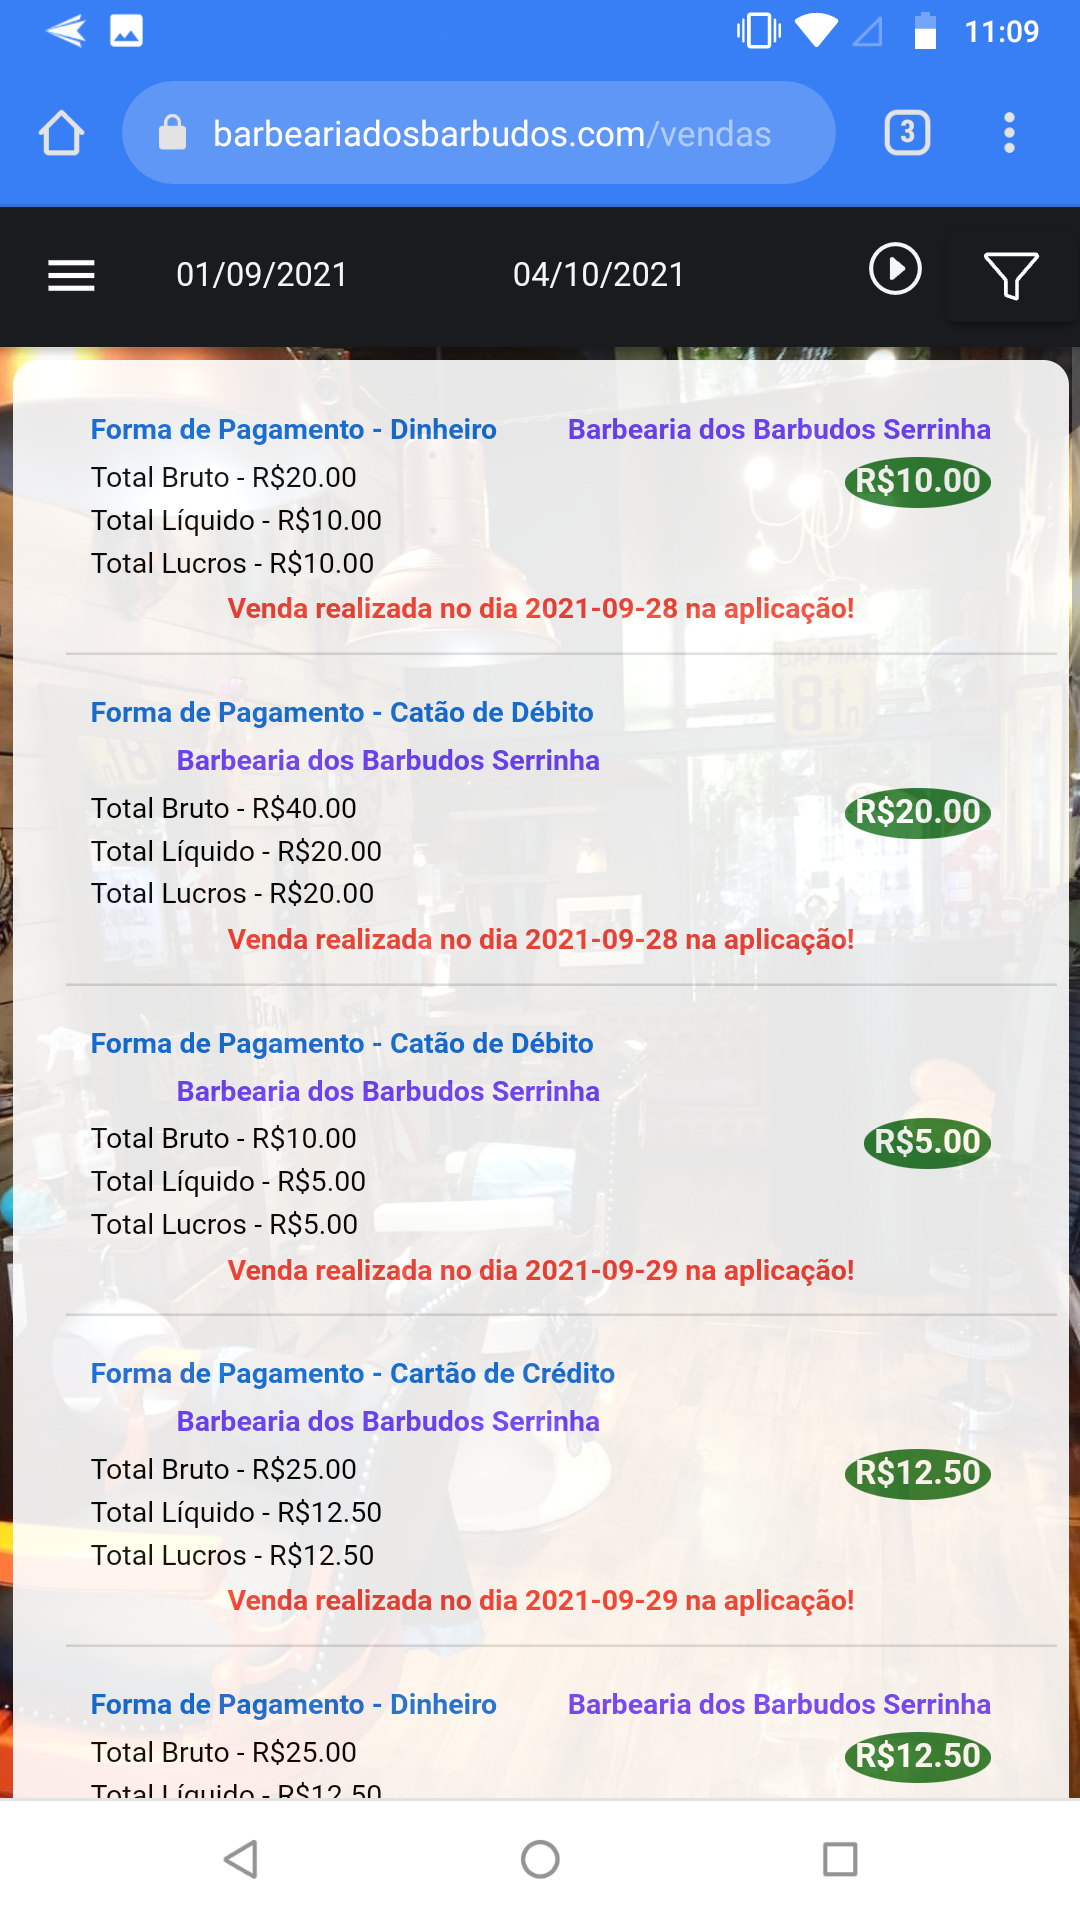 11:09
barbeariadosbarbudos.com/vendas
3
01/09/2021 04/10/2021
Forma de Pagamento - Dinheiro Barbearia dos Barbudos Serrinha
Total Bruto - R$20.00 R$10.00
Total Líquido - R$10.00
Total Lucros - R$10.00
Venda realizada no dia 2021-09-28 na aplicação!
Forma de Pagamento - Catão de Débito
Barbearia dos Barbudos Serrinha
Total Bruto - R$40.00 R$20.00
Total Líquido - R$20.00
Total Lucros - R$20.00
Venda realizada no dia 2021-09-28 na aplicação!
Forma de Pagamento - Catão de Débito
Barbearia dos Barbudos Serrinha
Total Bruto - R$10.00 R$5.00
Total Líquido - R$5.00
Total Lucros - R$5.00
Venda realizada no dia 2021-09-29 na aplicação!
Forma de Pagamento - Cartão de Crédito
Barbearia dos Barbudos Serrinha
Total Bruto - R$25.00 R$12.50
Total Líquido - R$12.50
Total Lucros - R$12.50
Venda realizada no dia 2021-09-29 na aplicação!
Forma de Pagamento - Dinheiro Barbearia dos Barbudos Serrinha
Total Bruto - R$25.00 R$12.50
Total Líquido - R$12.50